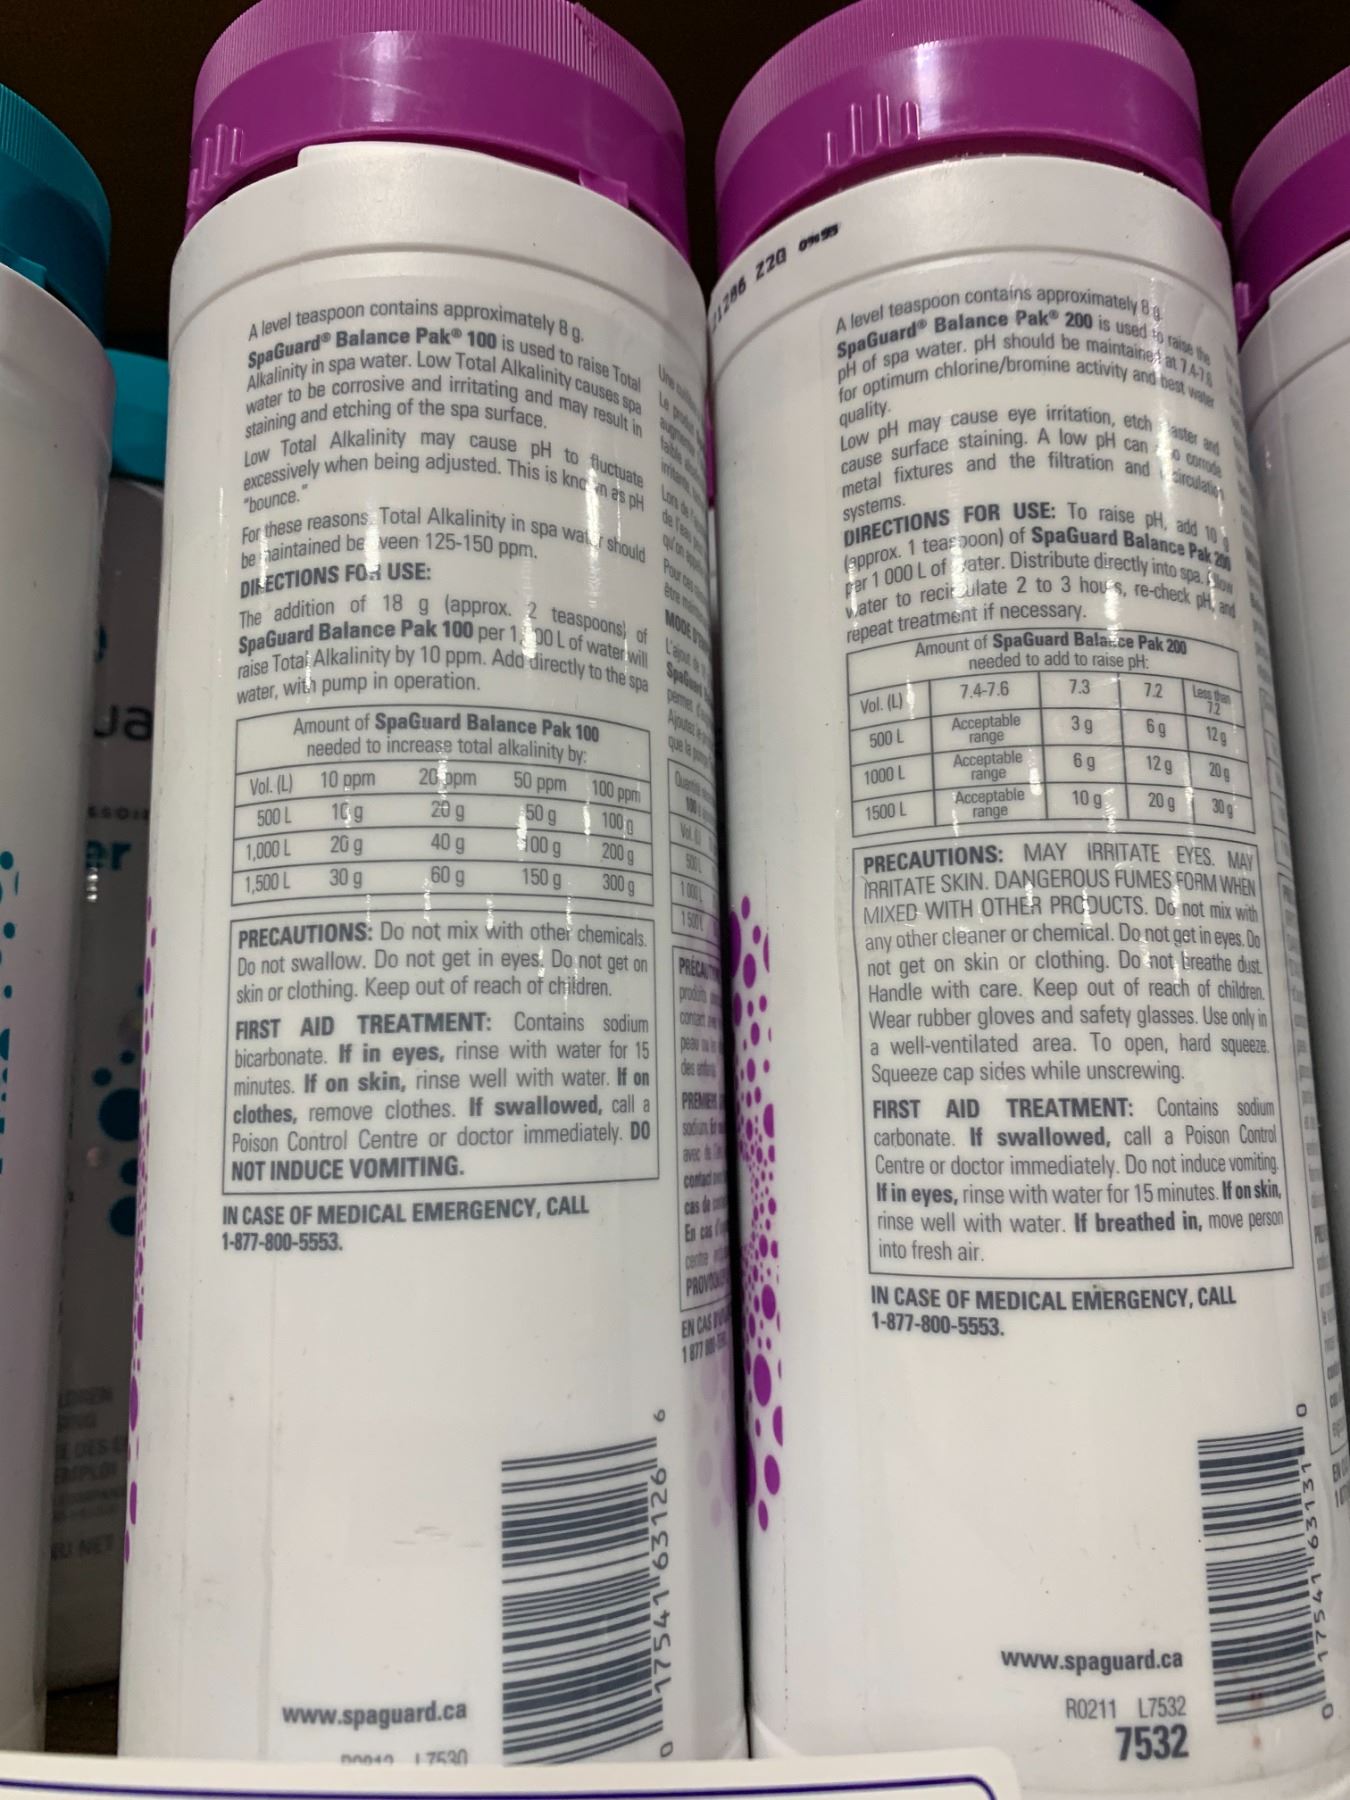 A level teaspoon contains approximately 8 g.
SpaGuard® Balance Pak® 100 is used to raise Total
Alkalinity in spa water. Low Total Alkalinity causes spa
water to be corrosive and irritating and may result in
staining and etching of the spa surface.
Low Total Alkalinity may cause pH to fluctuate
excessively when being adjusted. This is known as pH
"bounce."
For these reasons, Total Alkalinity in spa water should
be maintained between 125-150 ppm.
DIRECTIONS FOR USE:
The addition of 18 g (approx. 2 teaspoons) of
SpaGuard Balance Pak 100 per 1,000 L of water will
raise Total Alkalinity by 10 ppm. Add directly to the spa
water, with pump in operation.
Amount of SpaGuard Balance Pak 100
needed to increase total alkalinity by:
Vol. (L) 10 ppm 20 ppm 50 ppm 100 ppm
500 L 10 g 20 g 50 g 100 g
1,000 L 20 g 40 g 100 g 200 g
1,500 L 30 g 60 g 150 g 300 g
PRECAUTIONS: Do not mix with other chemicals.
Do not swallow. Do not get in eyes. Do not get on
skin or clothing. Keep out of reach of children.
FIRST AID TREATMENT: Contains sodium
bicarbonate. If in eyes, rinse with water for 15
minutes. If on skin, rinse well with water. If on
clothes, remove clothes. If swallowed, call a
Poison Control Centre or doctor immediately. DO
NOT INDUCE VOMITING.
IN CASE OF MEDICAL EMERGENCY, CALL
1-877-800-5553.
0 17541 63126 6
www.spaguard.ca
L7530
Z20
A level teaspoon contains approximately 8 g.
SpaGuard® Balance Pak® 200 is used to raise the
pH of spa water. pH should be maintained at 7.4-7.6
for optimum chlorine/bromine activity and best water
quality.
Low pH may cause eye irritation, etch plaster and
cause surface staining. A low pH can also corrode
metal fixtures and the filtration and circulation
systems.
DIRECTIONS FOR USE: To raise pH, add 10 g
(approx. 1 teaspoon) of SpaGuard Balance Pak 200
per 1 000 L of water. Distribute directly into spa. Allow
water to recirculate 2 to 3 hours, re-check pH, and
repeat treatment if necessary.
Amount of SpaGuard Balance Pak 200
needed to add to raise pH:
Vol. (L) 7.4-7.6 7.3 7.2 Less than 7.2
500 L Acceptable range 3 g 6 g 12 g
1000 L Acceptable range 6 g 12 g 20 g
1500 L Acceptable range 10 g 20 g 30 g
PRECAUTIONS: MAY IRRITATE EYES. MAY
IRRITATE SKIN. DANGEROUS FUMES FORM WHEN
MIXED WITH OTHER PRODUCTS. Do not mix with
any other cleaner or chemical. Do not get in eyes. Do
not get on skin or clothing. Do not breathe dust.
Handle with care. Keep out of reach of children.
Wear rubber gloves and safety glasses. Use only in
a well-ventilated area. To open, hard squeeze.
Squeeze cap sides while unscrewing.
FIRST AID TREATMENT: Contains sodium
carbonate. If swallowed, call a Poison Control
Centre or doctor immediately. Do not induce vomiting.
If in eyes, rinse with water for 15 minutes. If on skin,
rinse well with water. If breathed in, move person
into fresh air.
IN CASE OF MEDICAL EMERGENCY, CALL
1-877-800-5553.
0 17541 63131 0
www.spaguard.ca
R0211 L7532
7532